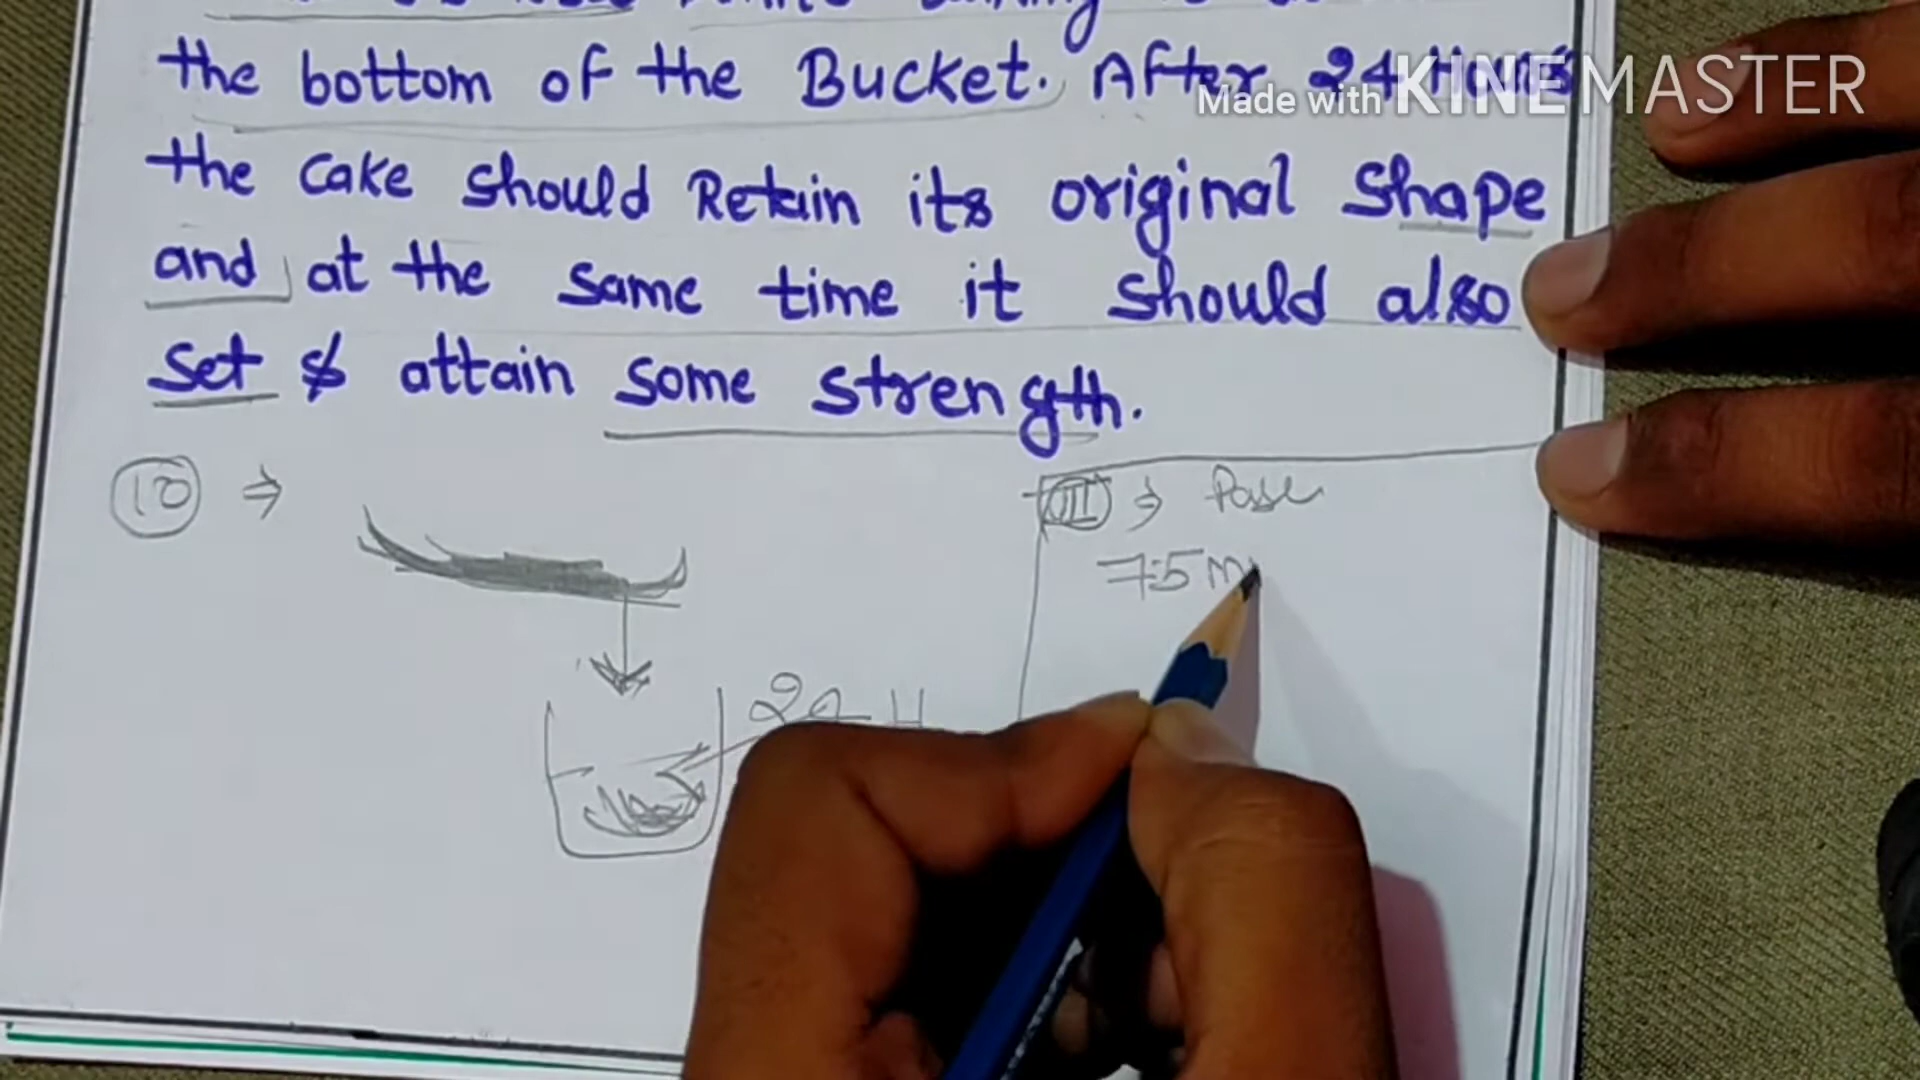 the bottom of the Bucket. After 24 Hours
Made with KINEMASTER
the cake should Retain its original shape
and at the same time it should also
set & attain some strength.
10 ⇒
III ⇒ Pass
7.5 m
24 H